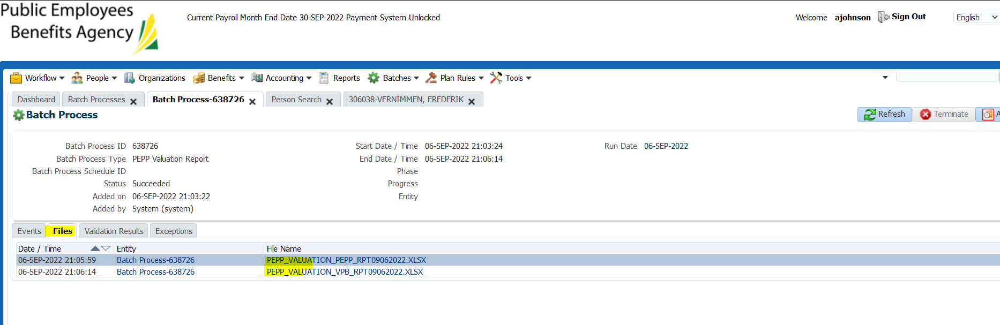 Public Employees
Benefits Agency
Current Payroll Month End Date 30-SEP-2022 Payment System Unlocked
Welcome ajohnson Sign Out English
Workflow People Organizations Benefits Accounting Reports Batches Plan Rules Tools
Dashboard Batch Processes Batch Process-638726 Person Search 306038-VERNIMMEN, FREDERIK
Batch Process Refresh Terminate A
Batch Process ID 638726 Start Date / Time 06-SEP-2022 21:03:24 Run Date 06-SEP-2022
Batch Process Type PEPP Valuation Report End Date / Time 06-SEP-2022 21:06:14
Batch Process Schedule ID Phase
Status Succeeded Progress
Added on 06-SEP-2022 21:03:22 Entity
Added by System (system)
Events Files Validation Results Exceptions
Date / Time Entity File Name
06-SEP-2022 21:05:59 Batch Process-638726 PEPP_VALUATION_PEPP_RPT09062022.XLSX
06-SEP-2022 21:06:14 Batch Process-638726 PEPP_VALUATION_VPB_RPT09062022.XLSX